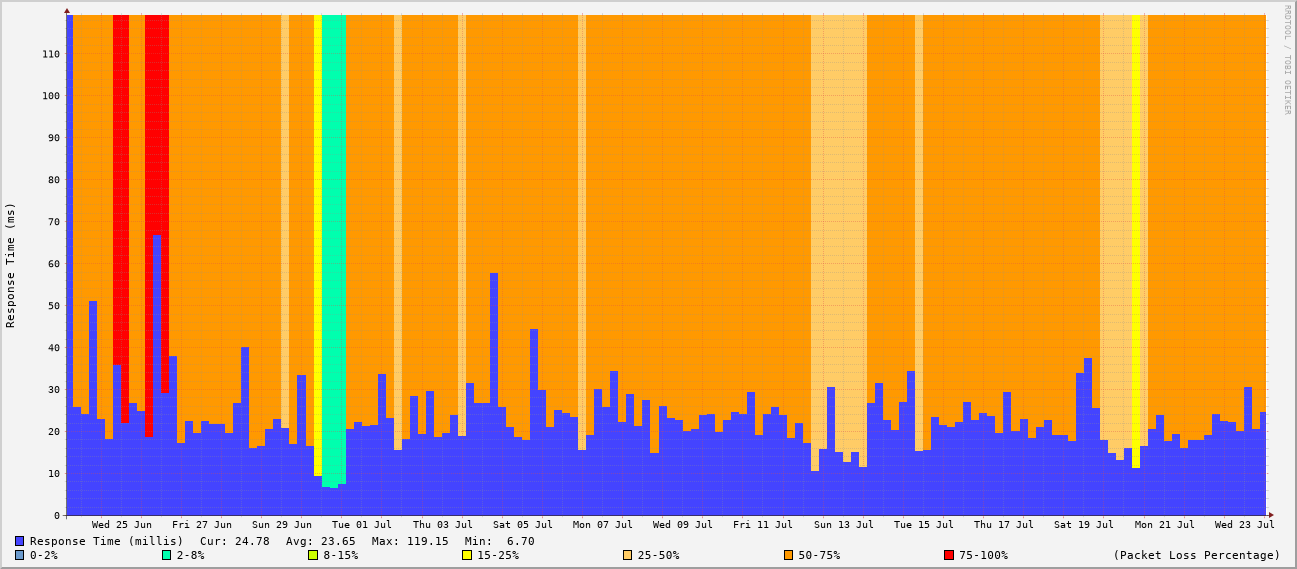 RRDTOOL / TOBI OETIKER
Response Time (ms)
110
100
90
80
70
60
50
40
30
20
10
0
Wed 25 Jun Fri 27 Jun Sun 29 Jun Tue 01 Jul Thu 03 Jul Sat 05 Jul Mon 07 Jul Wed 09 Jul Fri 11 Jul Sun 13 Jul Tue 15 Jul Thu 17 Jul Sat 19 Jul Mon 21 Jul Wed 23 Jul
Response Time (millis) Cur: 24.78 Avg: 23.65 Max: 119.15 Min: 6.70
0-2% 2-8% 8-15% 15-25% 25-50% 50-75% 75-100% (Packet Loss Percentage)